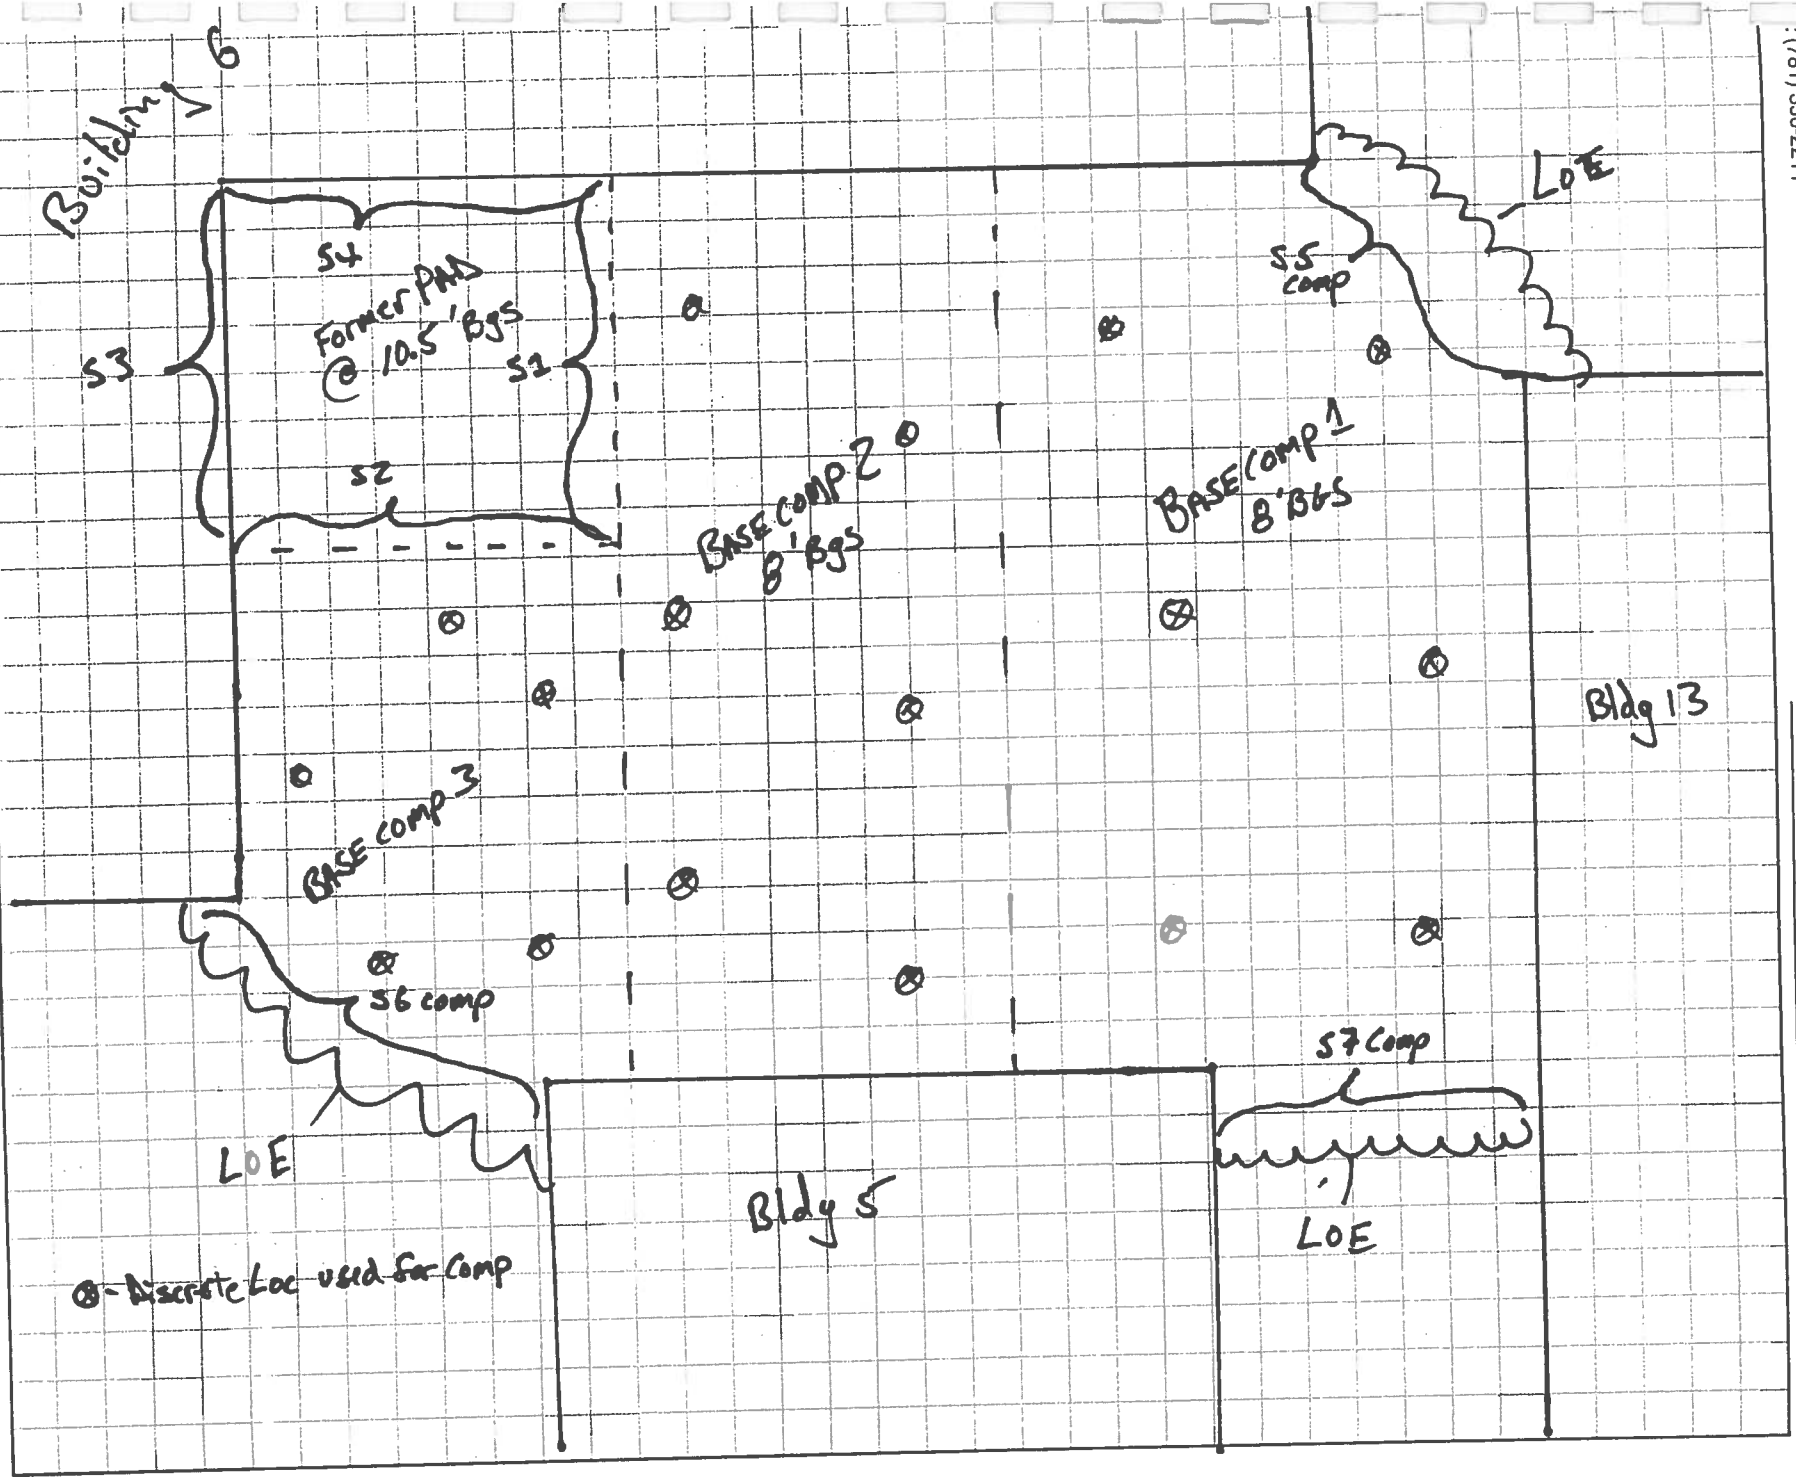 6
Building
LOE
S4
S5
comp
Former PAD
@ 10.5' Bgs
S3
S1
S2
BASE COMP 2
8' Bgs
BASE COMP 1
8' BGS
Bldg 13
BASE COMP 3
S6 comp
S7 Comp
LOE
Bldg 5
LOE
⊗ - Discrete Loc used for Comp